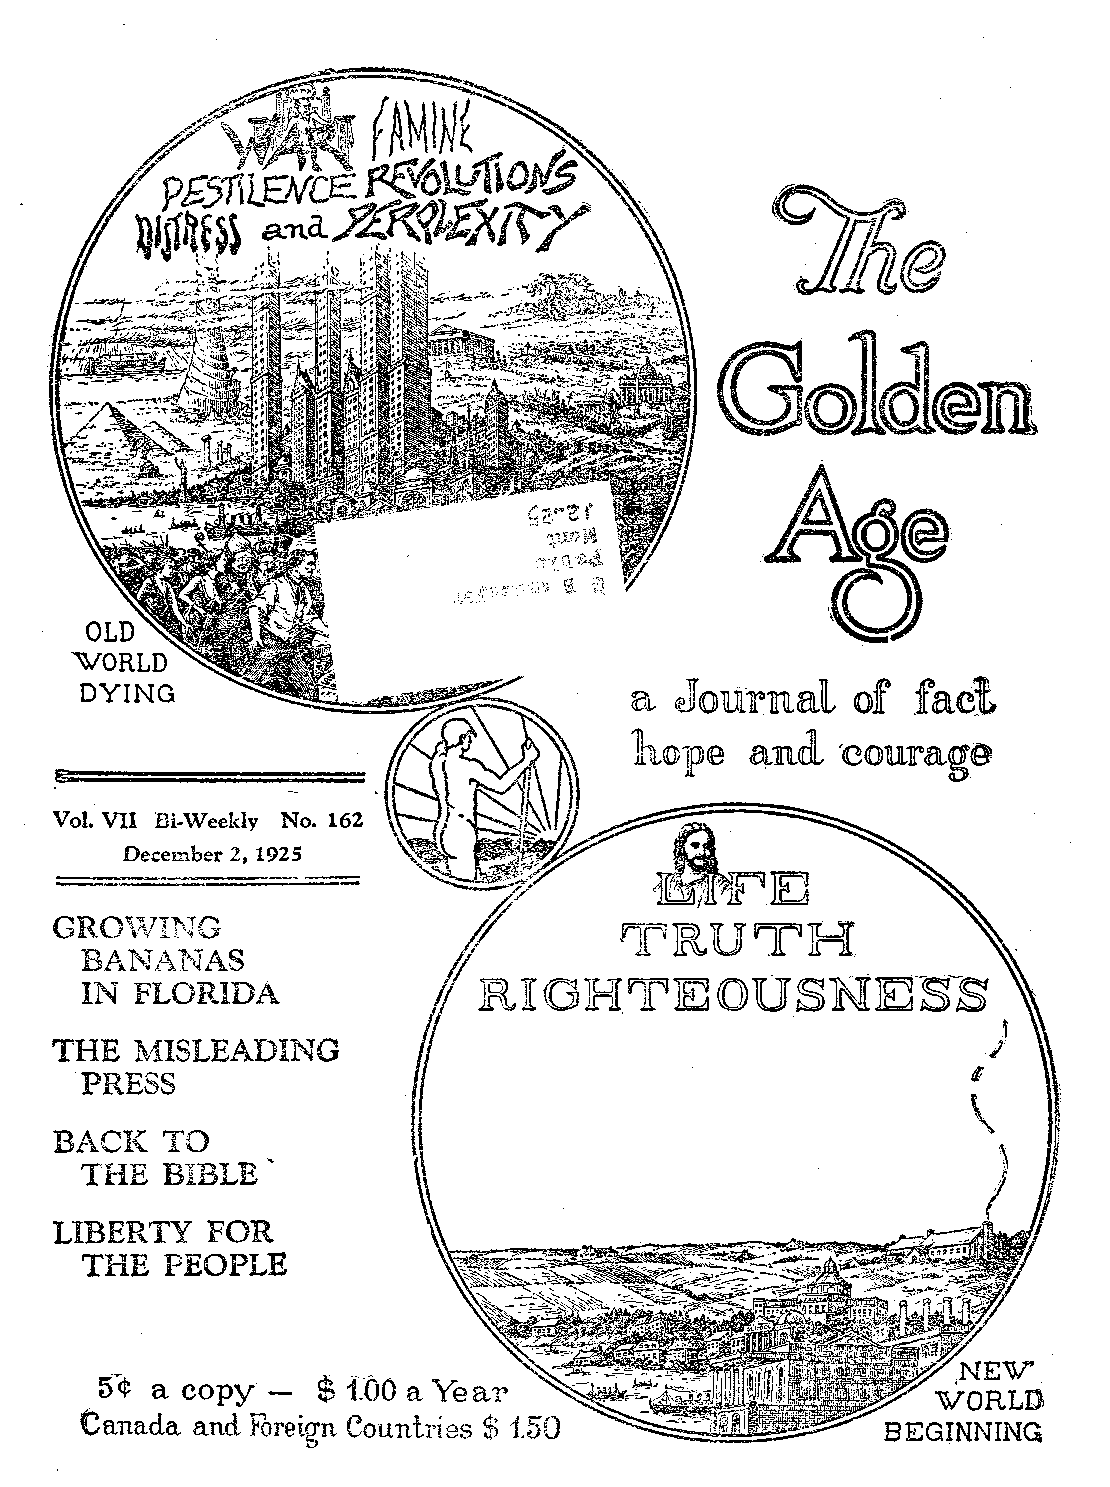 WAR FAMINE
PESTILENCE REVOLUTIONS
DISTRESS and PERPLEXITY
The
Golden
Age
12-25
Mont
OLD
WORLD
DYING
a Journal of fact
hope and courage
Vol. VII Bi-Weekly No. 162
December 2, 1925
LIFE
TRUTH
RIGHTEOUSNESS
GROWING
BANANAS
IN FLORIDA
THE MISLEADING
PRESS
BACK TO
THE BIBLE
LIBERTY FOR
THE PEOPLE
5¢ a copy — $ 1.00 a Year
Canada and Foreign Countries $ 1.50
NEW
WORLD
BEGINNING